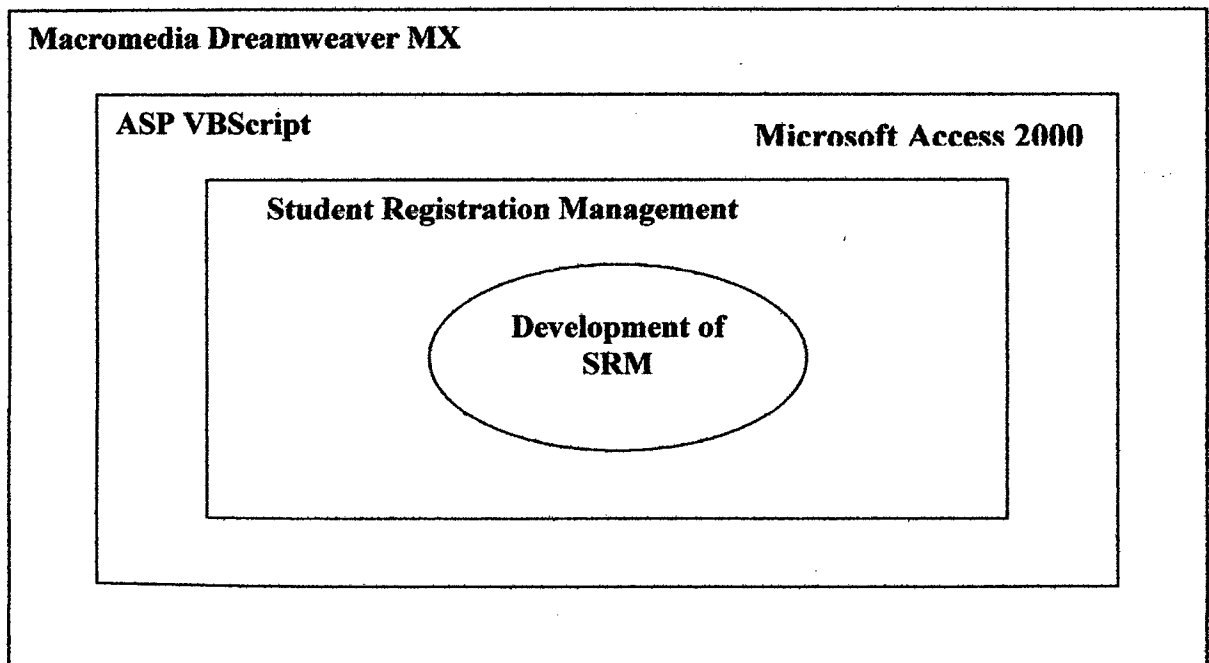 Macromedia Dreamweaver MX
ASP VBScript
Microsoft Access 2000
Student Registration Management
Development of
SRM